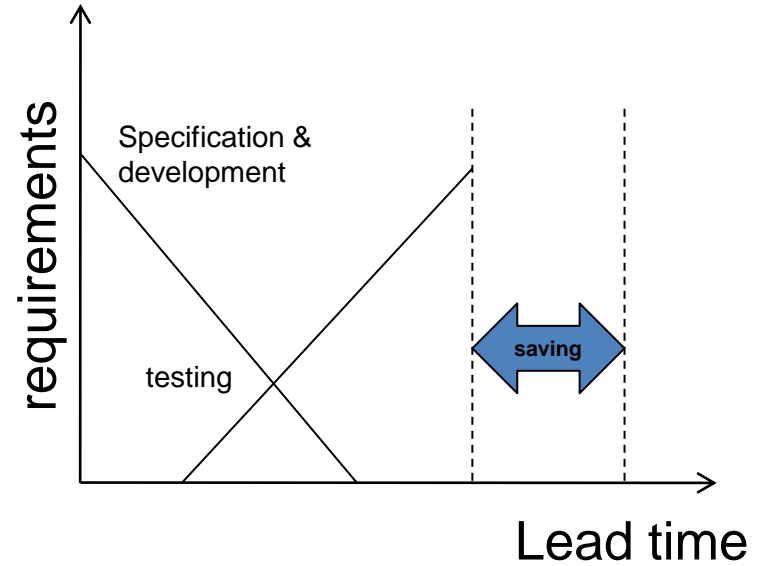 requirements
Specification &
development
testing
saving
Lead time